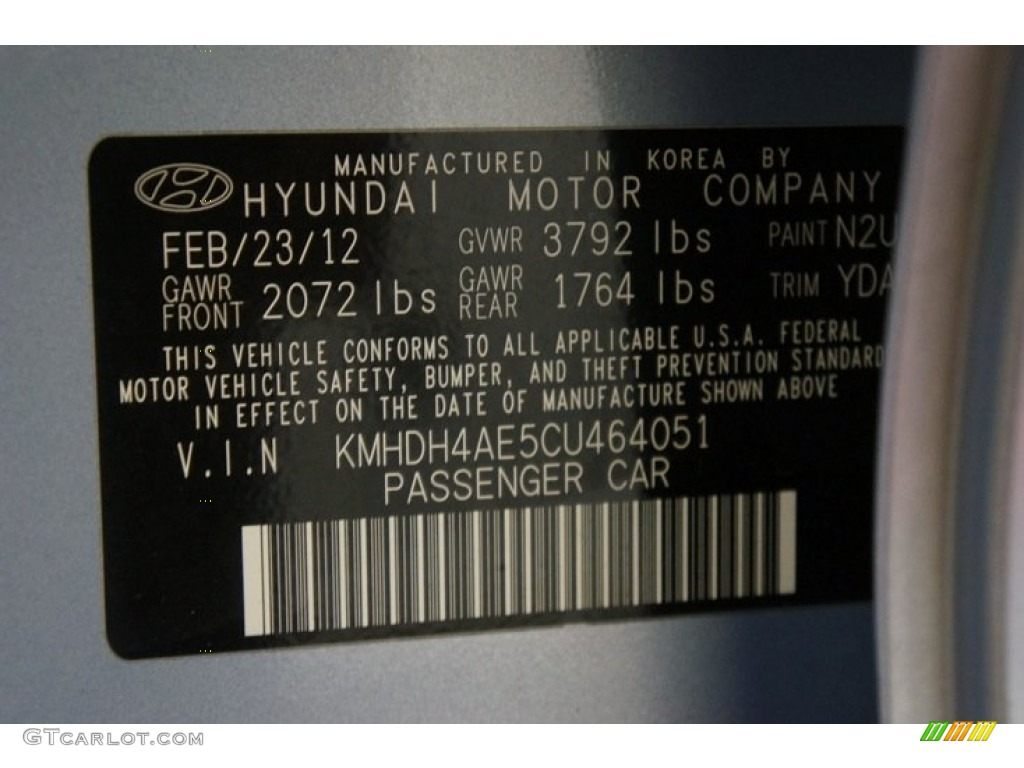 MANUFACTURED IN KOREA BY
HYUNDAI MOTOR COMPANY
FEB/23/12 GVWR 3792 lbs PAINT N2U
GAWR FRONT 2072 lbs GAWR REAR 1764 lbs TRIM YDA
THIS VEHICLE CONFORMS TO ALL APPLICABLE U.S.A. FEDERAL
MOTOR VEHICLE SAFETY, BUMPER, AND THEFT PREVENTION STANDARD
IN EFFECT ON THE DATE OF MANUFACTURE SHOWN ABOVE
V.I.N KMHDH4AE5CU464051
PASSENGER CAR
GTCARLOT.COM